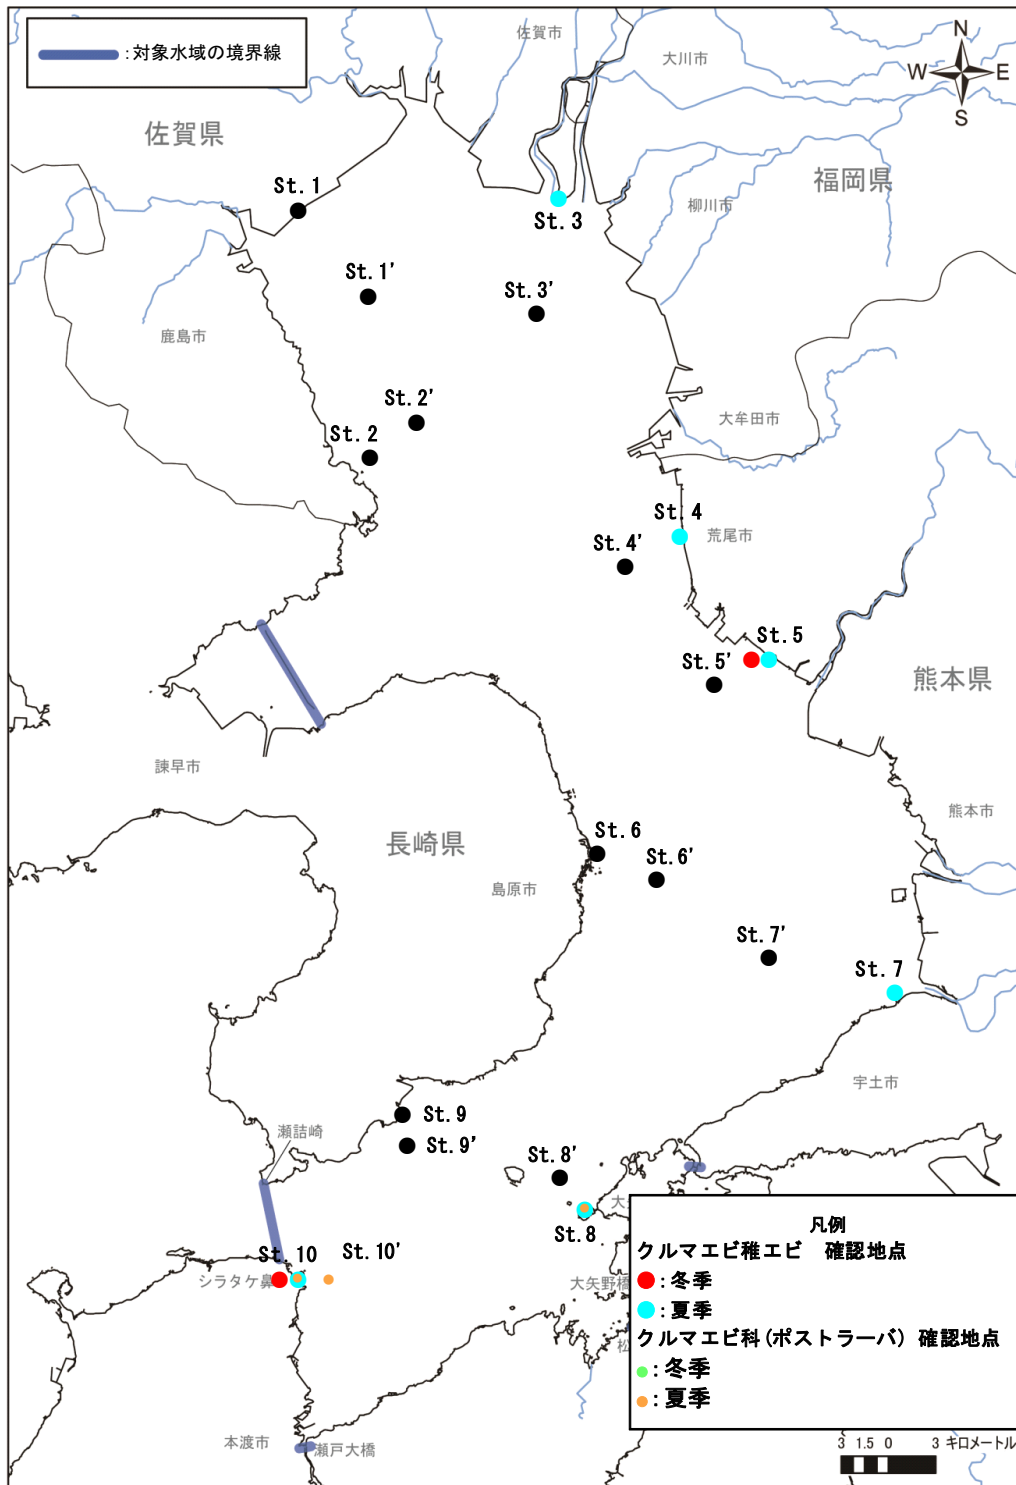 ：対象水域の境界線
佐賀市
大川市
N
W
E
S
佐賀県
福岡県
柳川市
St. 1
St. 3
St. 1'
St. 3'
鹿島市
St. 2'
St. 2
大牟田市
St. 4
荒尾市
St. 4'
St. 5
St. 5'
熊本県
諫早市
熊本市
長崎県
St. 6
St. 6'
島原市
St. 7'
St. 7
宇土市
St. 9
瀬詰崎
St. 9'
St. 8'
大
St. 8
St. 10
St. 10'
シラタケ鼻
大矢野橋
松
凡例
クルマエビ稚エビ　確認地点
：冬季
：夏季
クルマエビ科(ポストラーバ) 確認地点
：冬季
：夏季
本渡市
瀬戸大橋
3 1.5 0 3 キロメートル